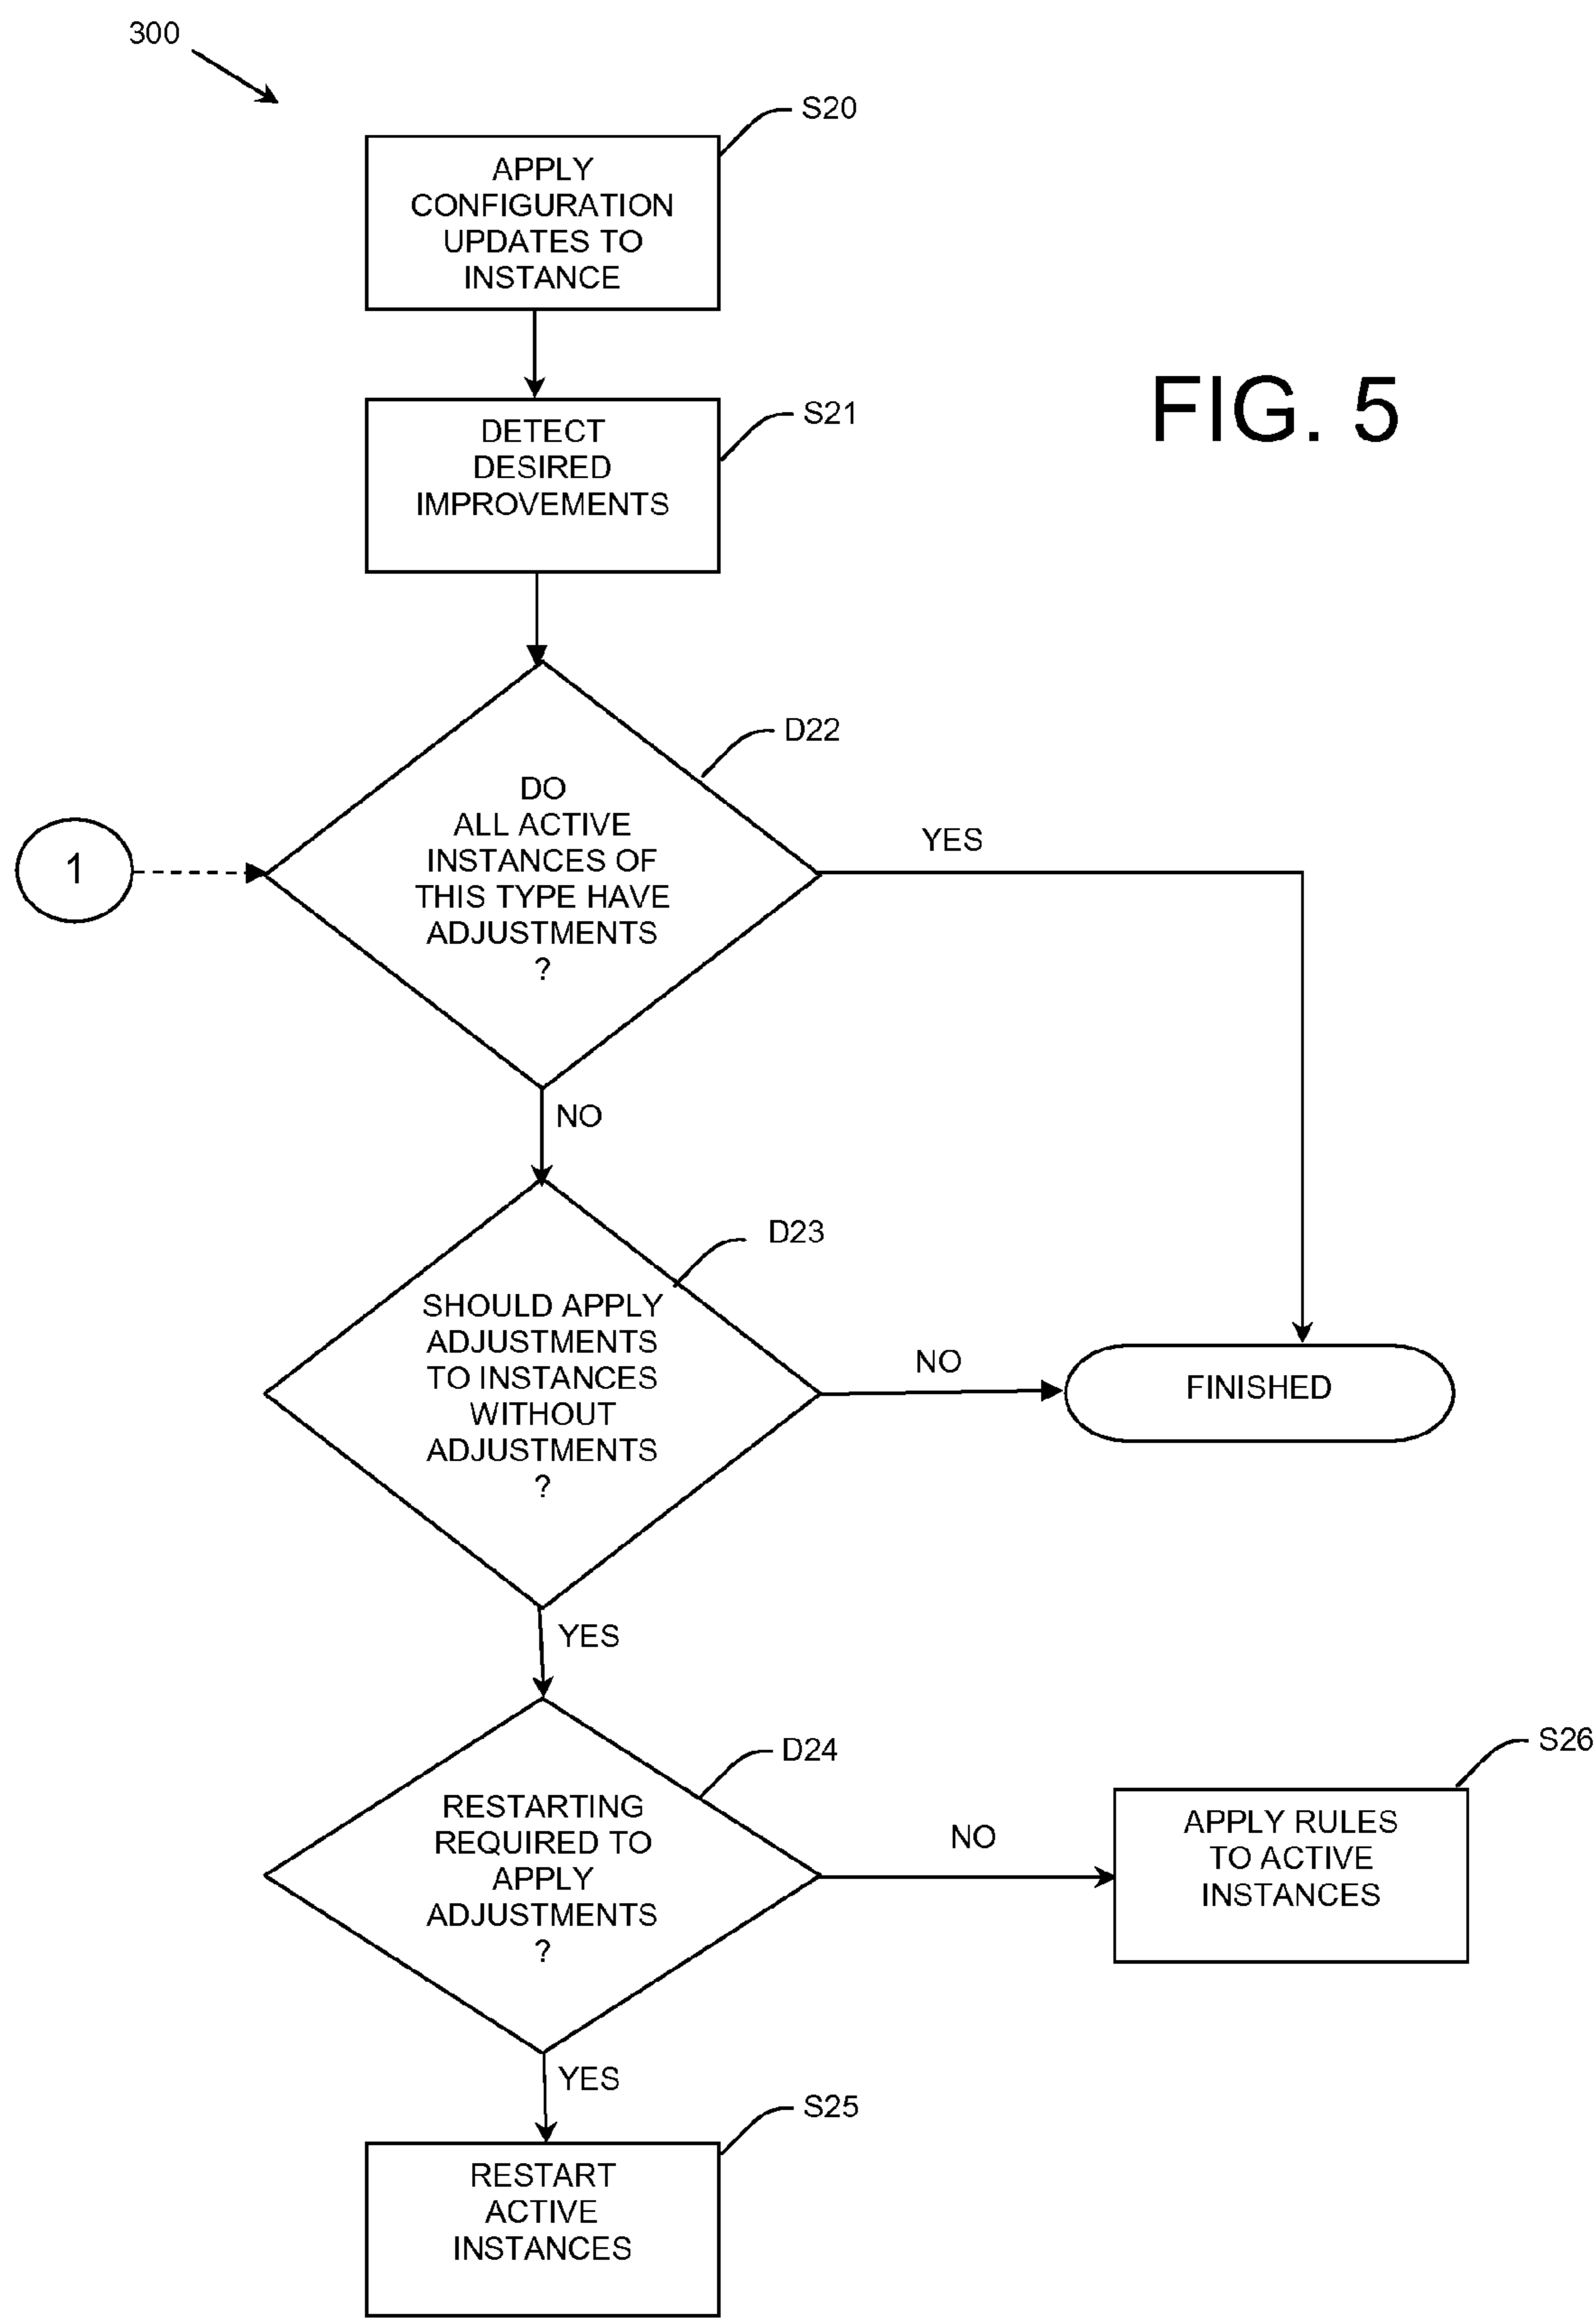 300
S20
APPLY
CONFIGURATION
UPDATES TO
INSTANCE
FIG. 5
S21
DETECT
DESIRED
IMPROVEMENTS
D22
DO
ALL ACTIVE
INSTANCES OF
THIS TYPE HAVE
ADJUSTMENTS
?
YES
1
NO
D23
SHOULD APPLY
ADJUSTMENTS
TO INSTANCES
WITHOUT
ADJUSTMENTS
?
NO
FINISHED
YES
D24
RESTARTING
REQUIRED TO
APPLY
ADJUSTMENTS
?
NO
S26
APPLY RULES
TO ACTIVE
INSTANCES
YES
S25
RESTART
ACTIVE
INSTANCES